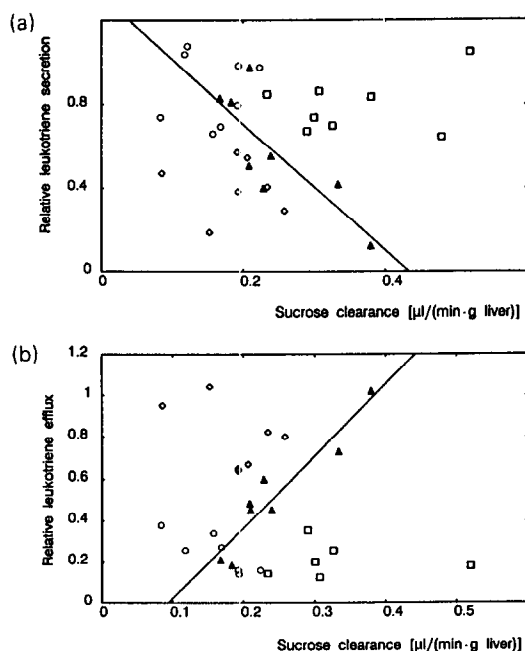 (a)
Relative leukotriene secretion
0.8
0.4
0
0.2
0.4
Sucrose clearance [µl/(min·g liver)]
(b)
Relative leukotriene efflux
1.2
1
0.8
0.6
0.4
0.2
0
0.1
0.2
0.3
0.4
0.5
Sucrose clearance [µl/(min·g liver)]